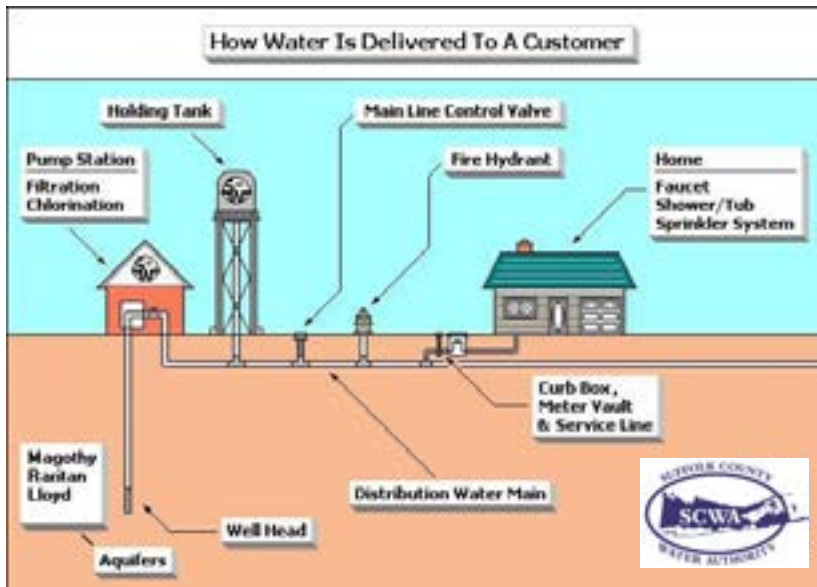 How Water Is Delivered To A Customer
Holding Tank
Main Line Control Valve
Pump Station
Filtration
Chlorination
Fire Hydrant
Home
Faucet
Shower/Tub
Sprinkler System
Curb Box,
Meter Vault
& Service Line
Magothy
Raritan
Lloyd
Distribution Water Main
Well Head
Aquifers
SUFFOLK COUNTY
SCWA
WATER AUTHORITY